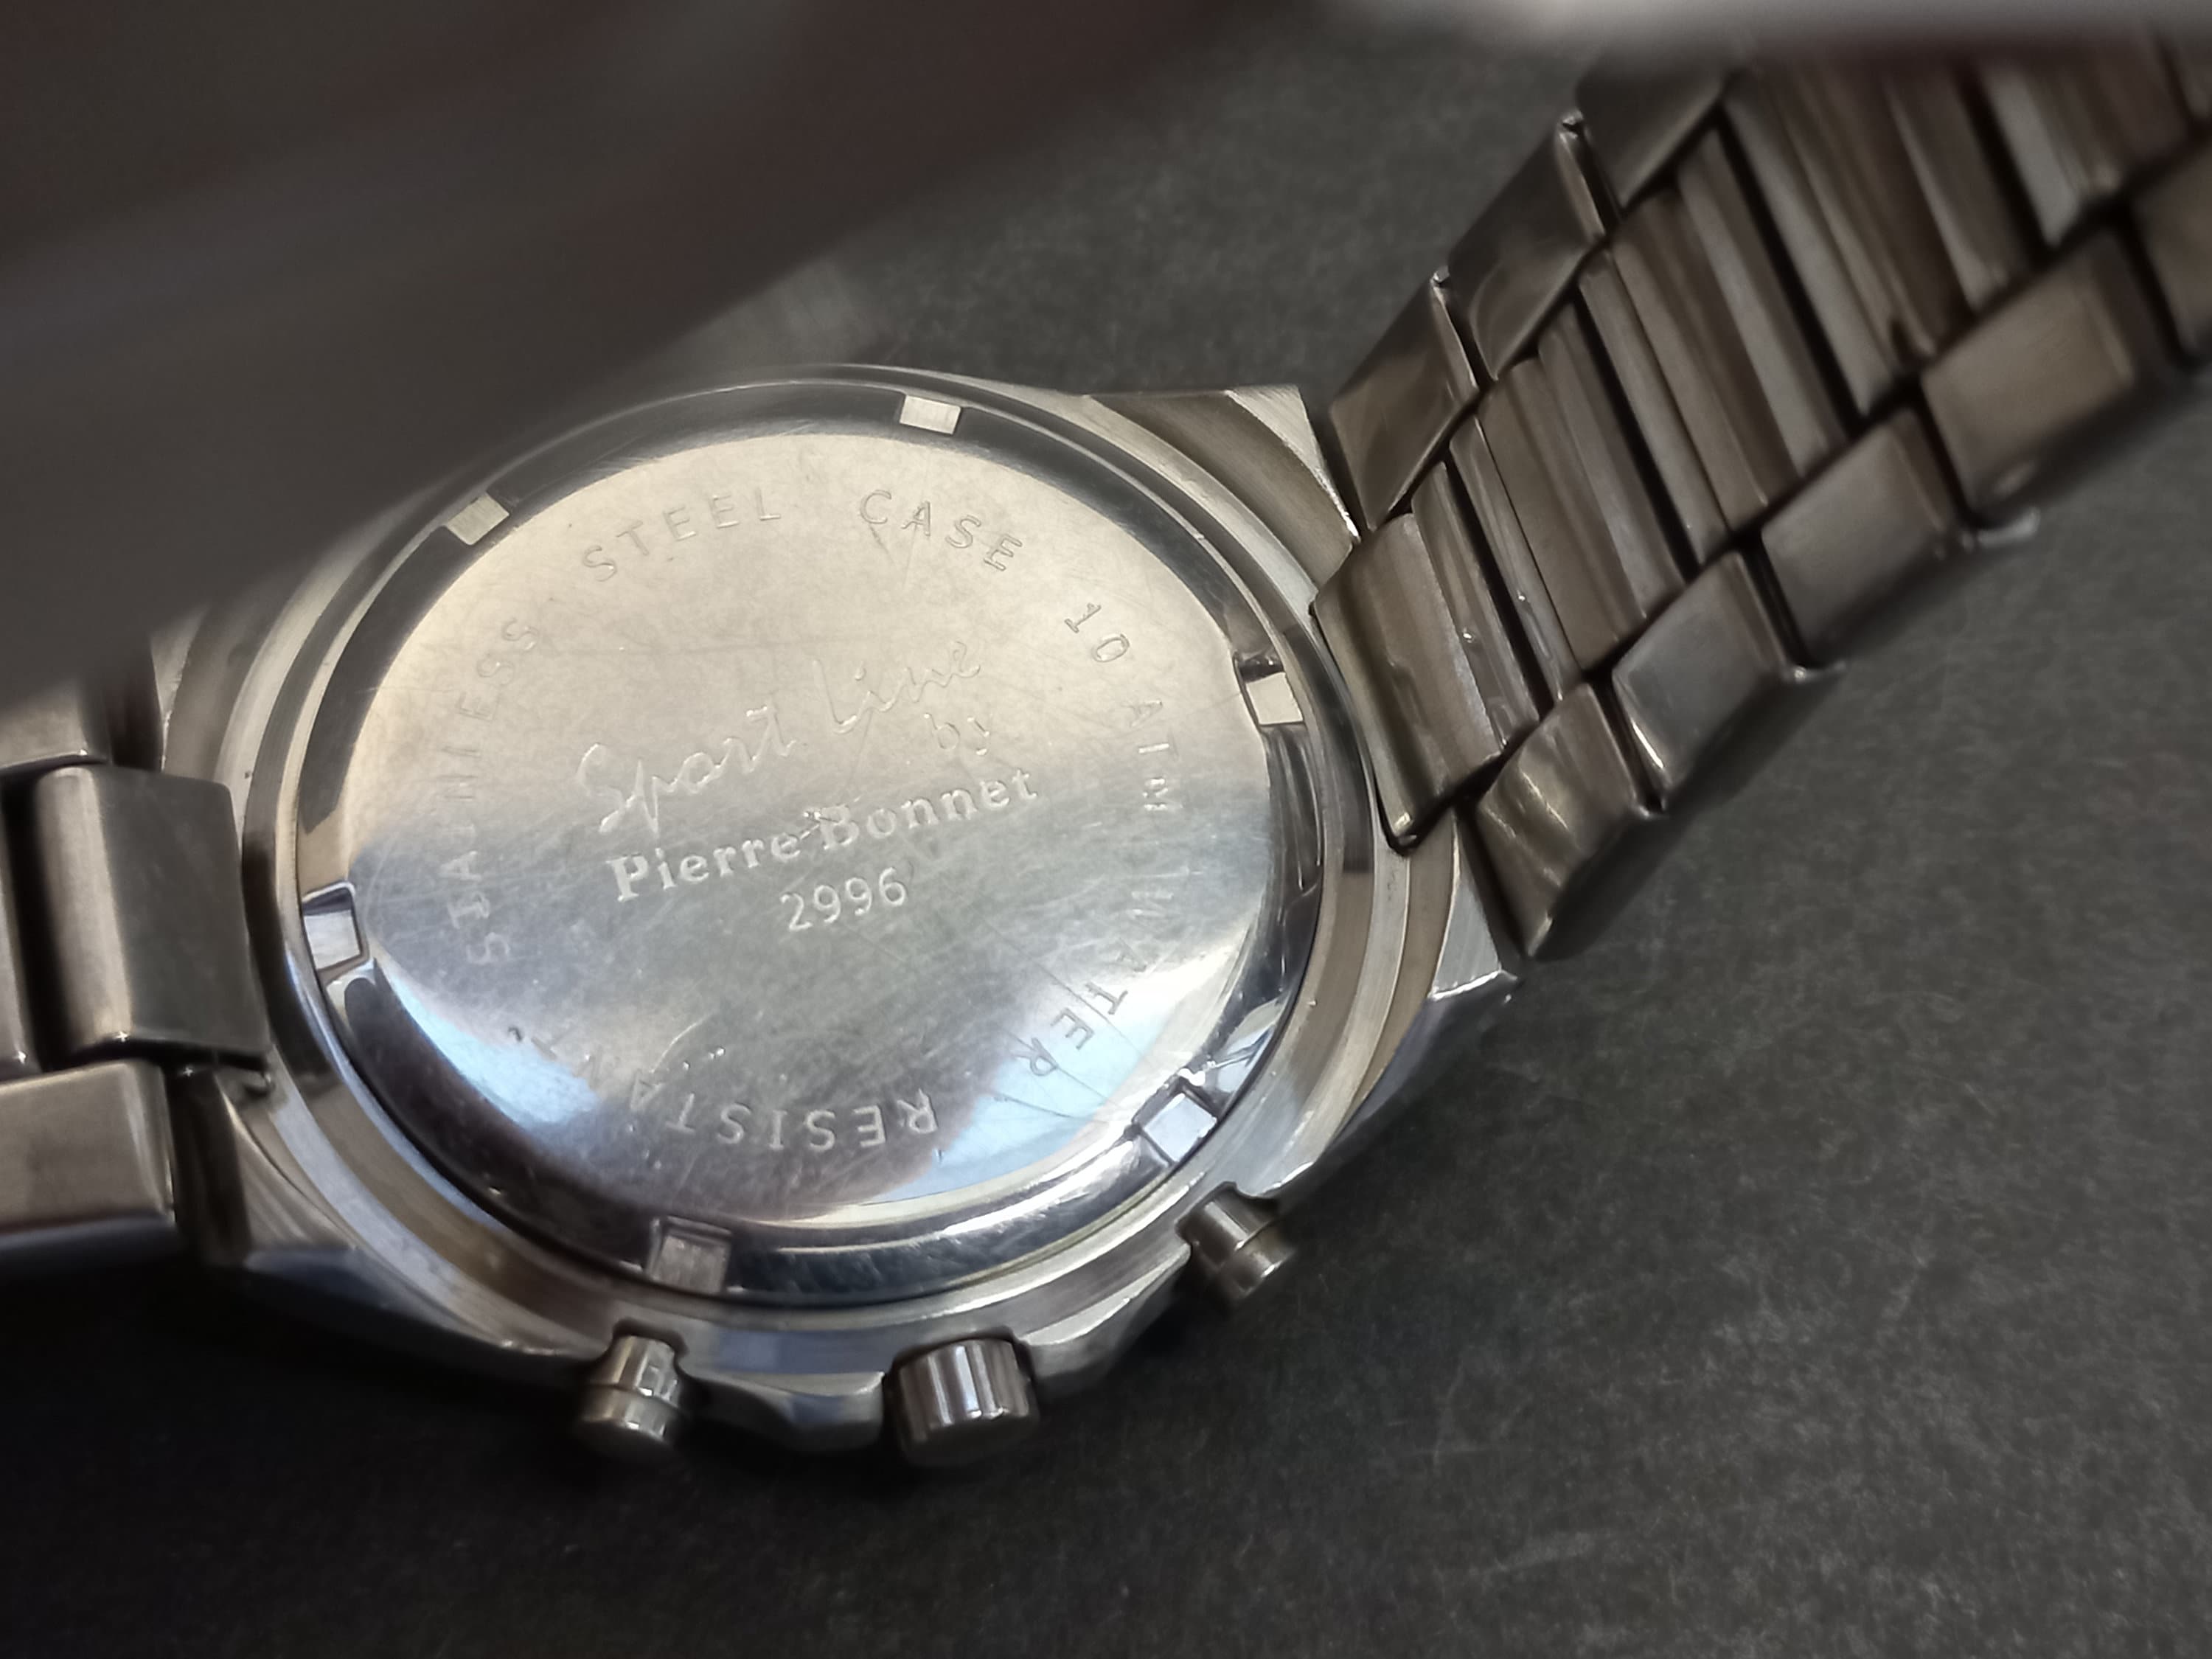 STAINLESS STEEL CASE 10 ATM WATER RESISTANT
Sport Line
by
Pierre Bonnet
2996